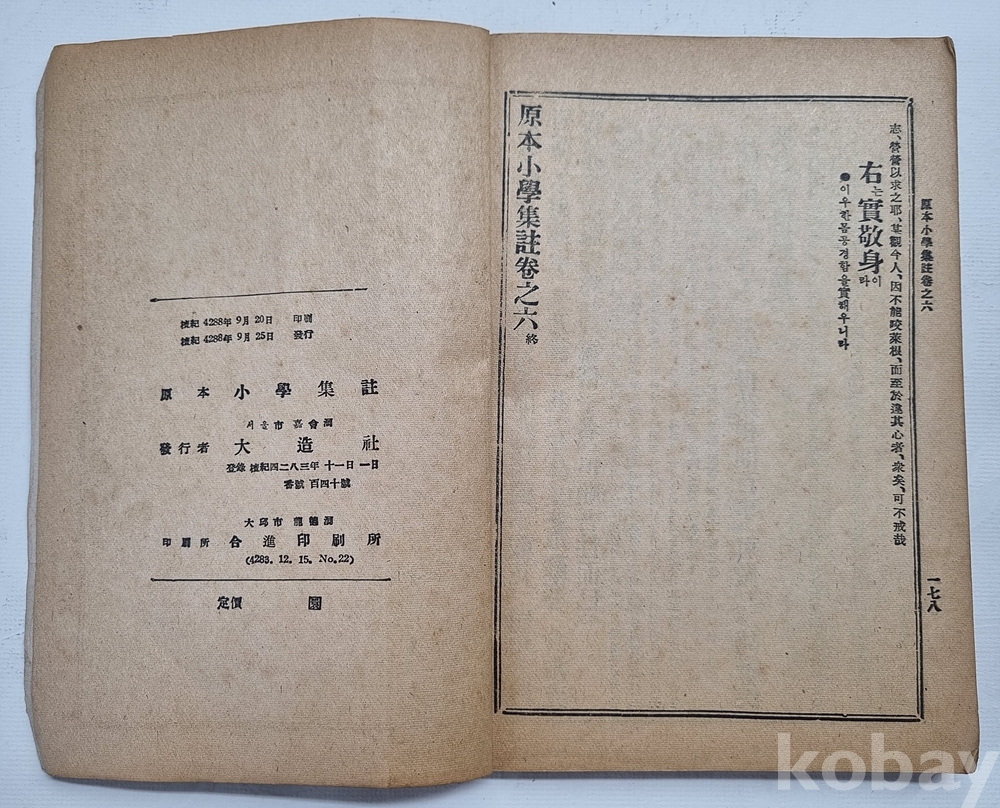 原本小學集註卷之六
一七八
志、營營以求之耶、某觀今人、因不能咬菜根、而至於違其心者、衆矣、可不戒哉
右는實敬身이라
●이우흔몸공경함을實해우니라
原本小學集註卷之六 終
檀紀 4288年 9月 20日 印刷
檀紀 4288年 9月 25日 發行
原本 小學 集註
서울市 嘉會洞
發行者 大造社
登錄 檀紀四二八三年 十一日 一日
番號 百四十號
大邱市 龍德洞
印刷所 合進印刷所
(4283. 12. 15. No.22)
定價 圜
kobay